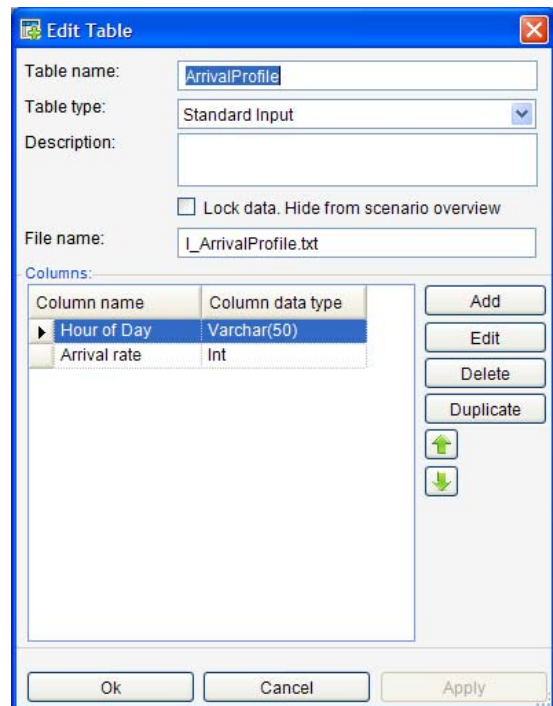 Edit Table
Table name: ArrivalProfile
Table type: Standard Input
Description:
Lock data. Hide from scenario overview
File name: I_ArrivalProfile.txt
Columns:
Column name Column data type
Hour of Day Varchar(50)
Arrival rate Int
Add
Edit
Delete
Duplicate
Ok Cancel Apply